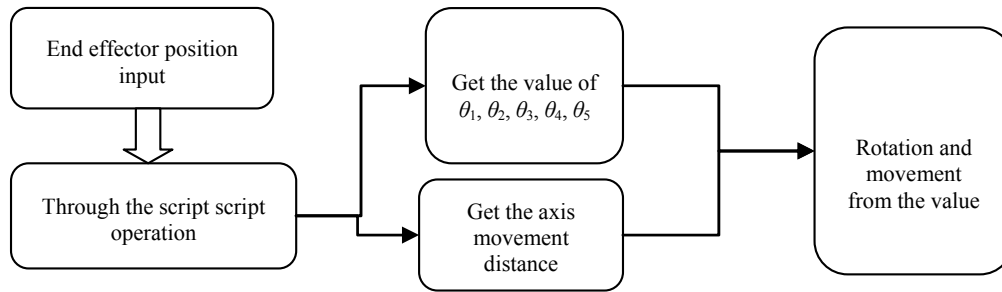 End effector position
input
Through the script script
operation
Get the value of
θ1, θ2, θ3, θ4, θ5
Get the axis
movement
distance
Rotation and
movement
from the value